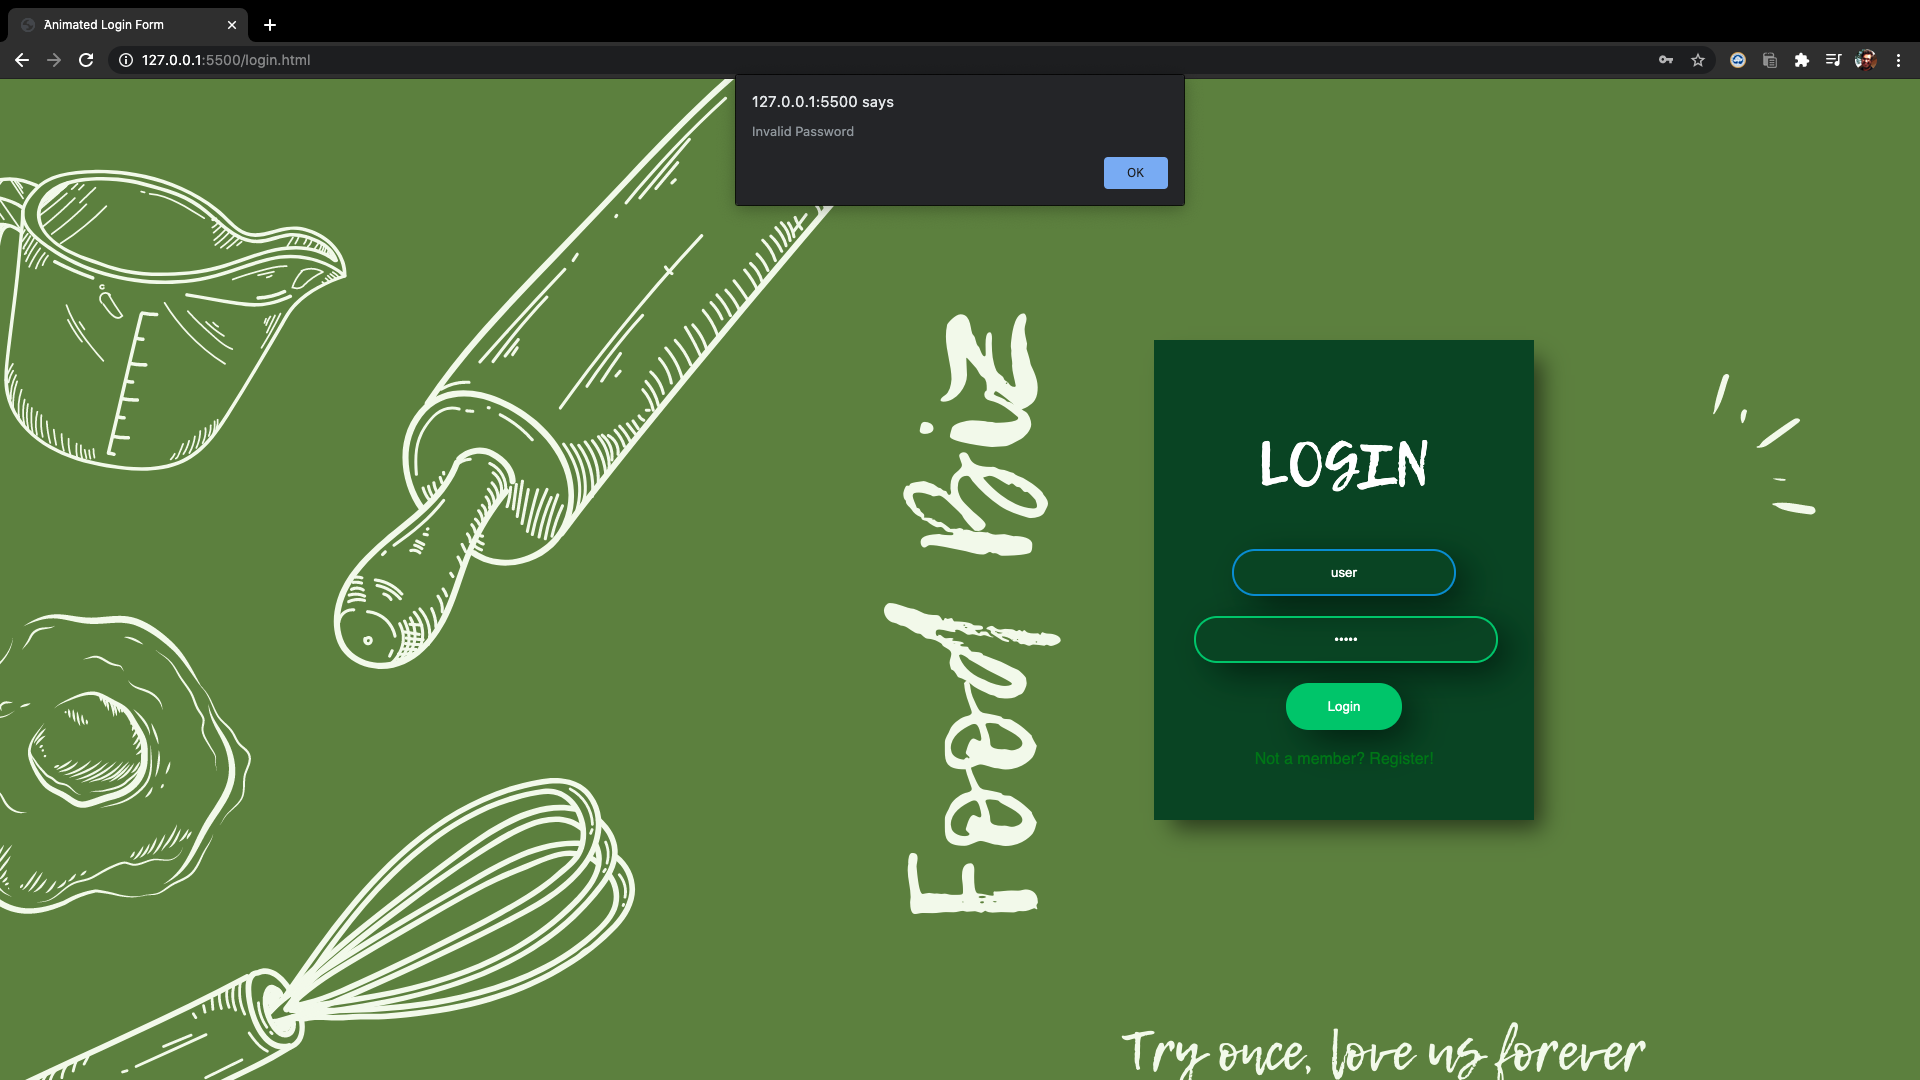 Animated Login Form
127.0.0.1:5500/login.html
127.0.0.1:5500 says
Invalid Password
OK
Food Biz
LOGIN
user
•••••
Login
Not a member? Register!
Try once, love us forever